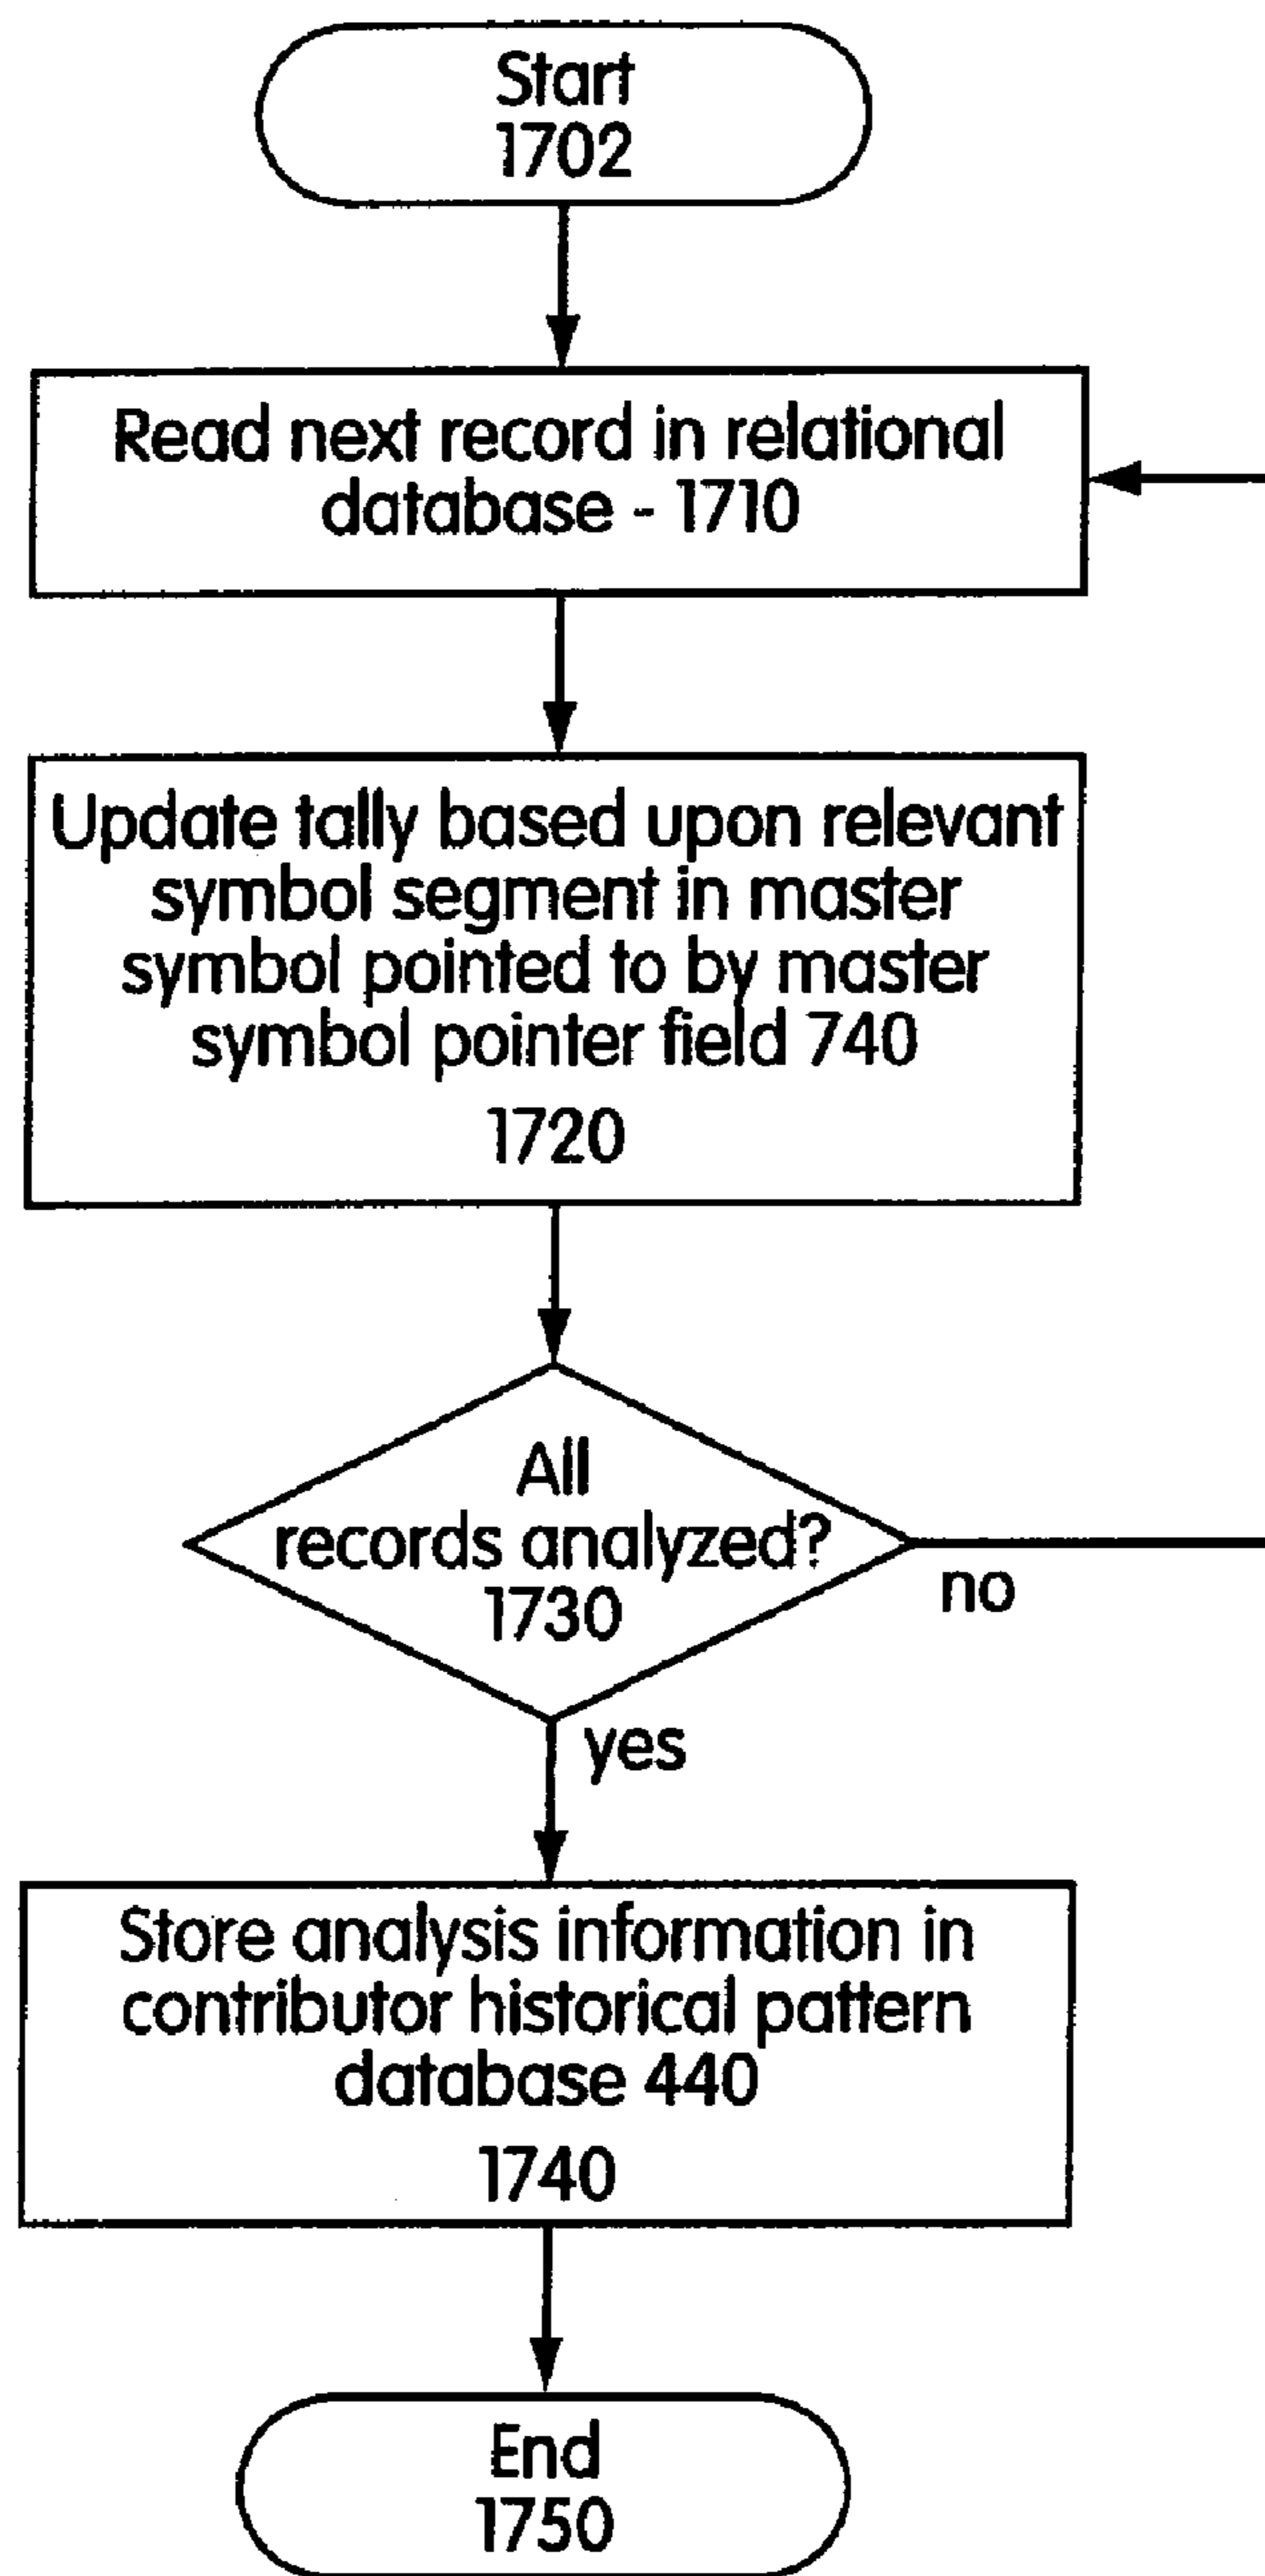 Start
1702
Read next record in relational
database - 1710
Update tally based upon relevant
symbol segment in master
symbol pointed to by master
symbol pointer field 740
1720
All
records analyzed?
1730
no
yes
Store analysis information in
contributor historical pattern
database 440
1740
End
1750